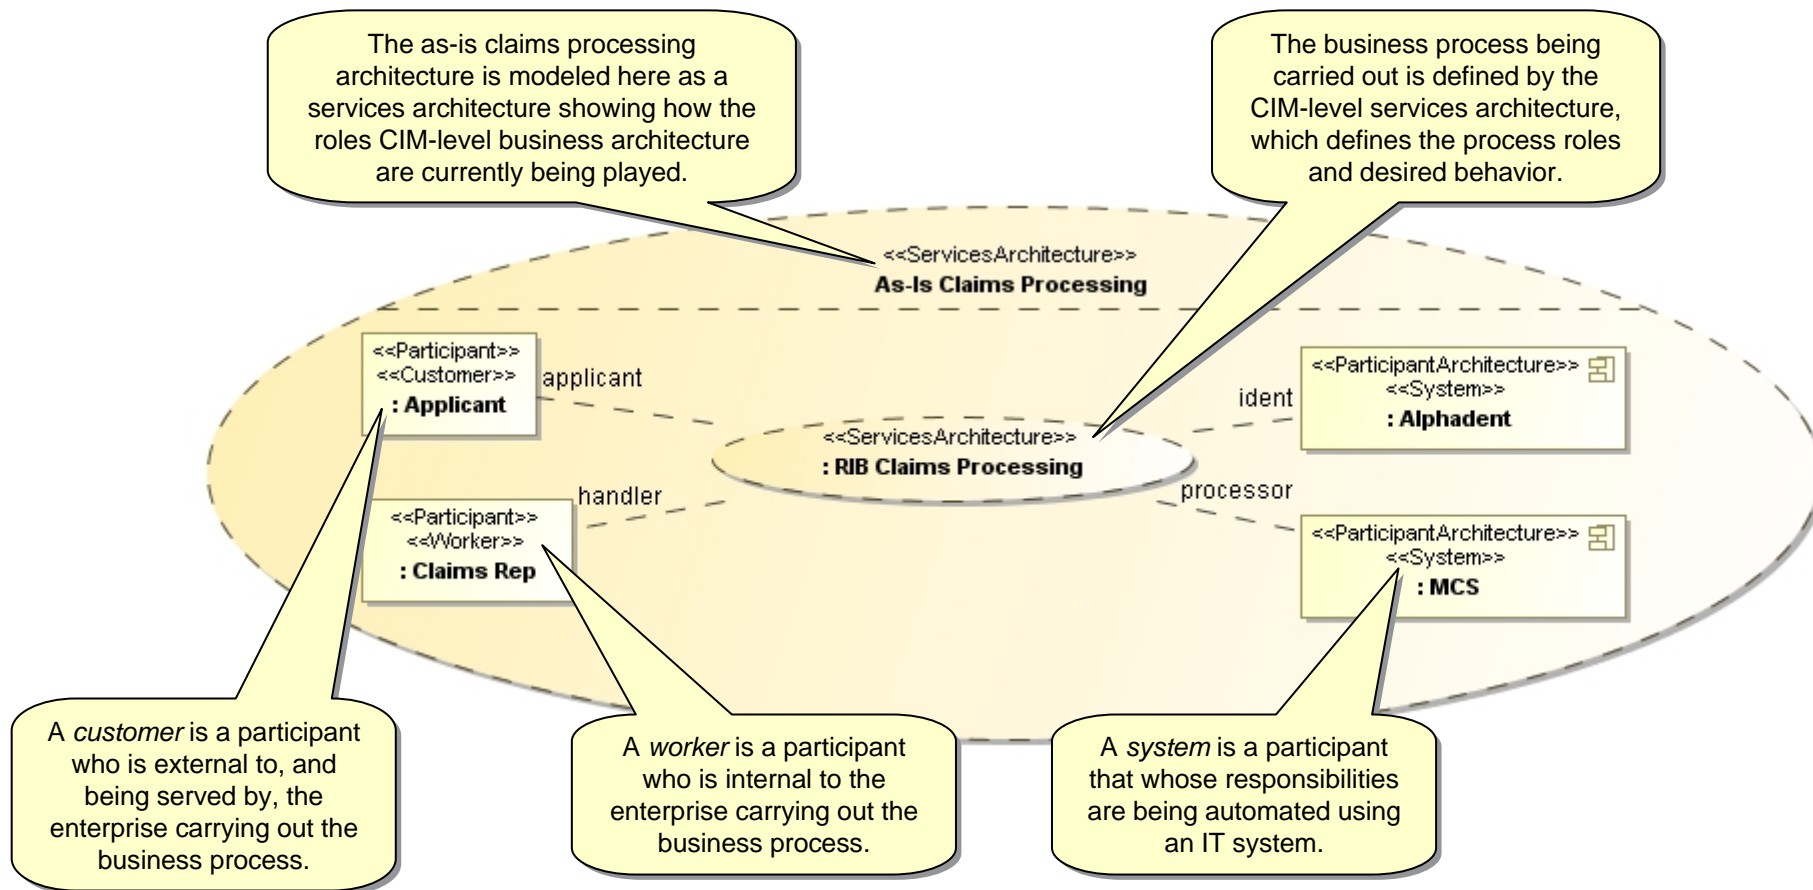 The as-is claims processing
architecture is modeled here as a
services architecture showing how the
roles CIM-level business architecture
are currently being played.
The business process being
carried out is defined by the
CIM-level services architecture,
which defines the process roles
and desired behavior.
<<ServicesArchitecture>>
As-Is Claims Processing
<<Participant>>
<<Customer>>
: Applicant
applicant
<<ServicesArchitecture>>
: RIB Claims Processing
ident
<<ParticipantArchitecture>>
<<System>>
: Alphadent
<<Participant>>
<<Worker>>
: Claims Rep
handler
processor
<<ParticipantArchitecture>>
<<System>>
: MCS
A customer is a participant
who is external to, and
being served by, the
enterprise carrying out the
business process.
A worker is a participant
who is internal to the
enterprise carrying out the
business process.
A system is a participant
that whose responsibilities
are being automated using
an IT system.